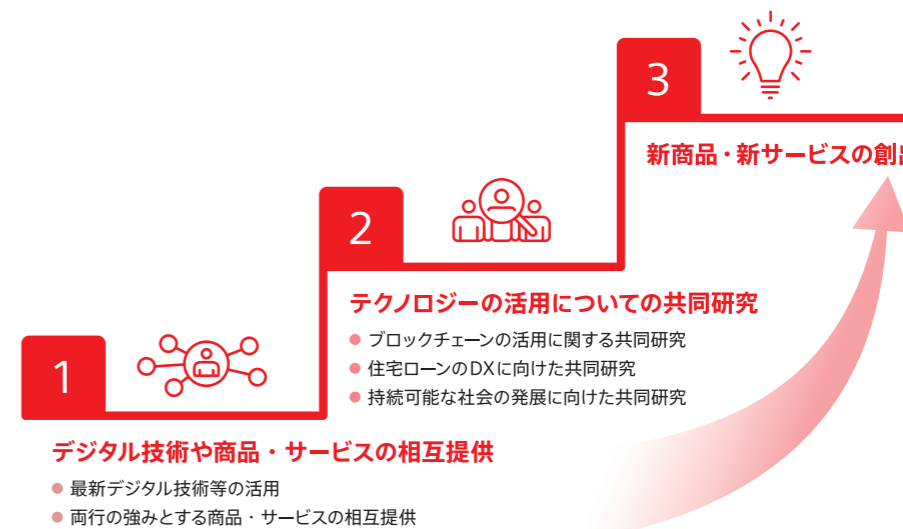 3
新商品・新サービスの創
2
テクノロジーの活用についての共同研究
● ブロックチェーンの活用に関する共同研究
● 住宅ローンのDXに向けた共同研究
● 持続可能な社会の発展に向けた共同研究
1
デジタル技術や商品・サービスの相互提供
● 最新デジタル技術等の活用
● 両行の強みとする商品・サービスの相互提供